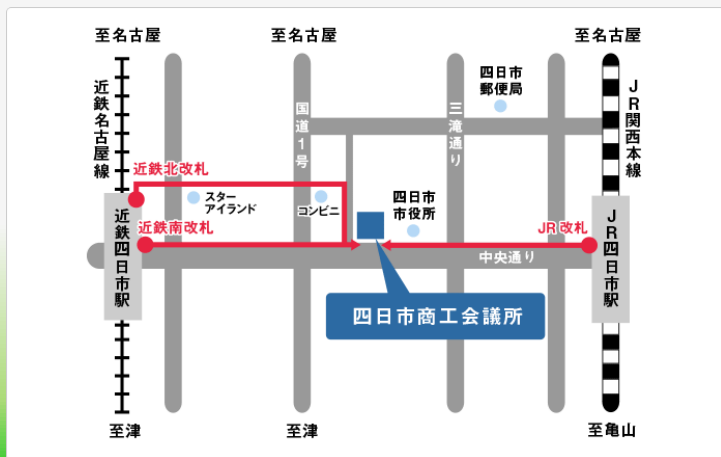 至名古屋
至名古屋
至名古屋
近鉄名古屋線
国道1号
三滝通り
四日市
郵便局
JR関西本線
近鉄北改札
スター
アイランド
コンビニ
四日市
市役所
近鉄南改札
JR改札
近鉄四日市駅
JR四日市駅
中央通り
四日市商工会議所
至津
至津
至亀山